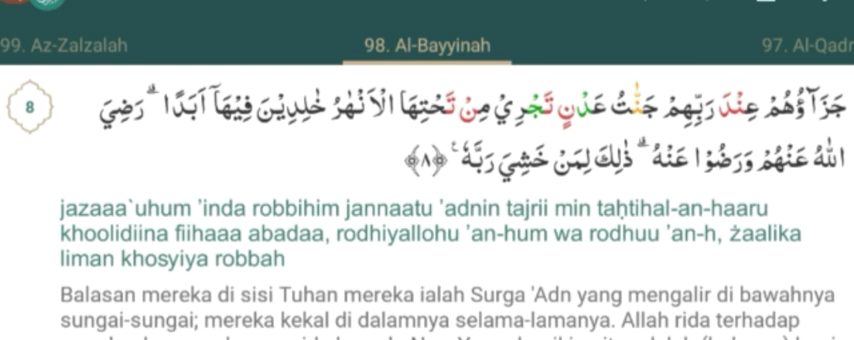 99. Az-Zalzalah 98. Al-Bayyinah 97. Al-Qadr
8
جَزَاۤؤُهُمْ عِنْدَ رَبِّهِمْ جَنّٰتُ عَدْنٍ تَجْرِيْ مِنْ تَحْتِهَا الْاَنْهٰرُ خٰلِدِيْنَ فِيْهَآ اَبَدًا ۗ رَضِيَ
اللّٰهُ عَنْهُمْ وَرَضُوْا عَنْهُ ۗ ذٰلِكَ لِمَنْ خَشِيَ رَبَّهٗ ࣖ ﴿٨﴾
jazaaa`uhum 'inda robbihim jannaatu 'adnin tajrii min taḥtihal-an-haaru
khoolidiina fiihaaa abadaa, rodhiyallohu 'an-hum wa rodhuu 'an-h, żaalika
liman khosyiya robbah
Balasan mereka di sisi Tuhan mereka ialah Surga 'Adn yang mengalir di bawahnya
sungai-sungai; mereka kekal di dalamnya selama-lamanya. Allah rida terhadap